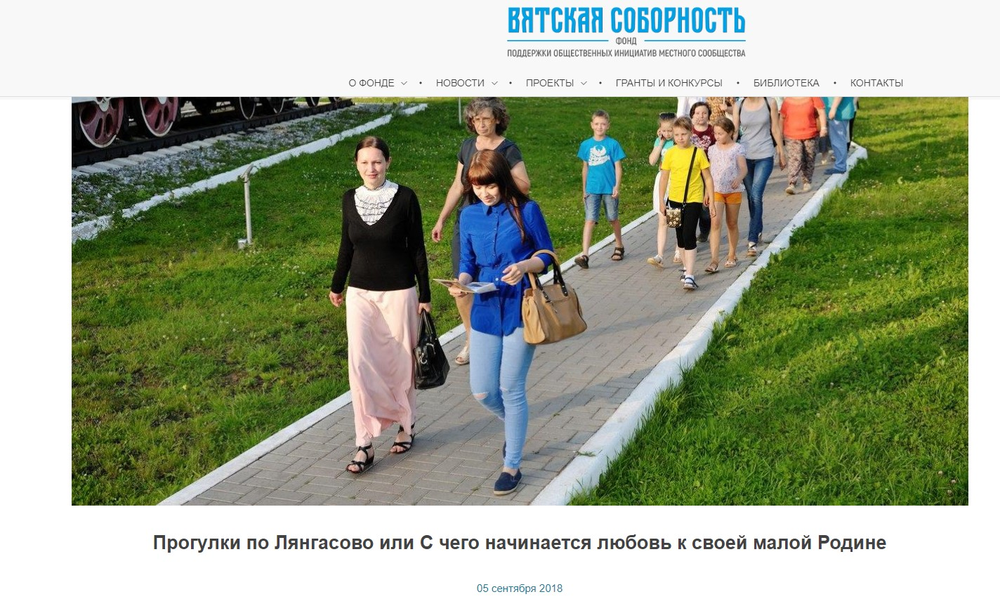 ВЯТСКАЯ СОБОРНОСТЬ
ФОНД
ПОДДЕРЖКИ ОБЩЕСТВЕННЫХ ИНИЦИАТИВ МЕСТНОГО СООБЩЕСТВА
О ФОНДЕ • НОВОСТИ • ПРОЕКТЫ • ГРАНТЫ И КОНКУРСЫ • БИБЛИОТЕКА • КОНТАКТЫ
Прогулки по Лянгасово или С чего начинается любовь к своей малой Родине
05 сентября 2018